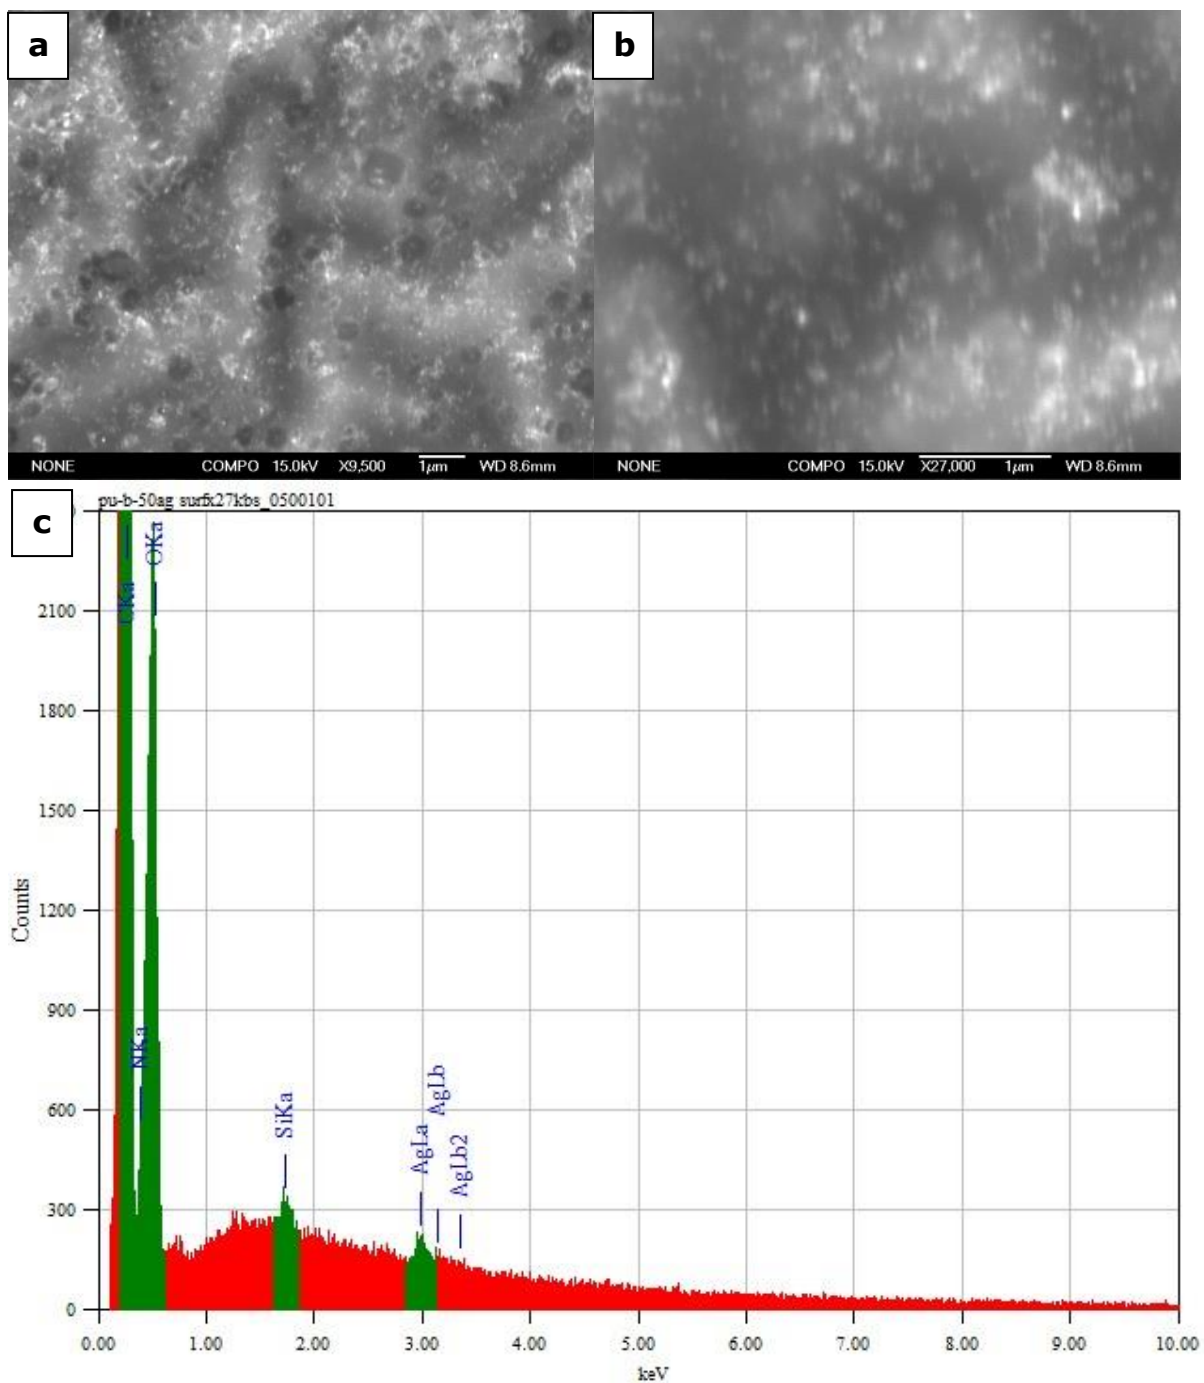 a
b
NONE COMPO 15.0kV X9,500 1µm WD 8.6mm
NONE COMPO 15.0kV X27,000 1µm WD 8.6mm
c
pu-b-50ag surfx27kbs_0500101
OKa
CKa
2100
1800
1500
Counts
1200
900
NKa
600
AgLb
SiKa
AgLa
AgLb2
300
0
0.00 1.00 2.00 3.00 4.00 5.00 6.00 7.00 8.00 9.00 10.00
keV